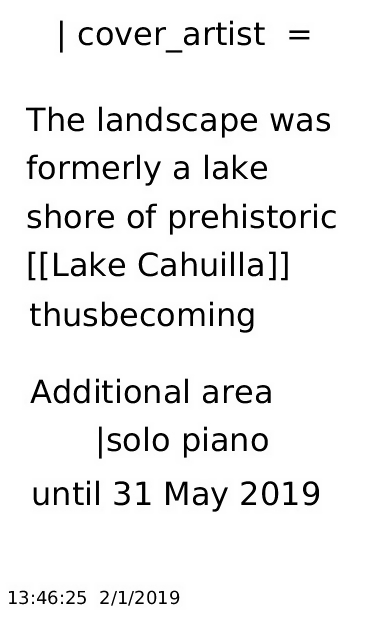 | cover_artist  =
The landscape was
formerly a lake
shore of prehistoric
[[Lake Cahuilla]]
thusbecoming
Additional area
|solo piano
until 31 May 2019
13:46:25  2/1/2019